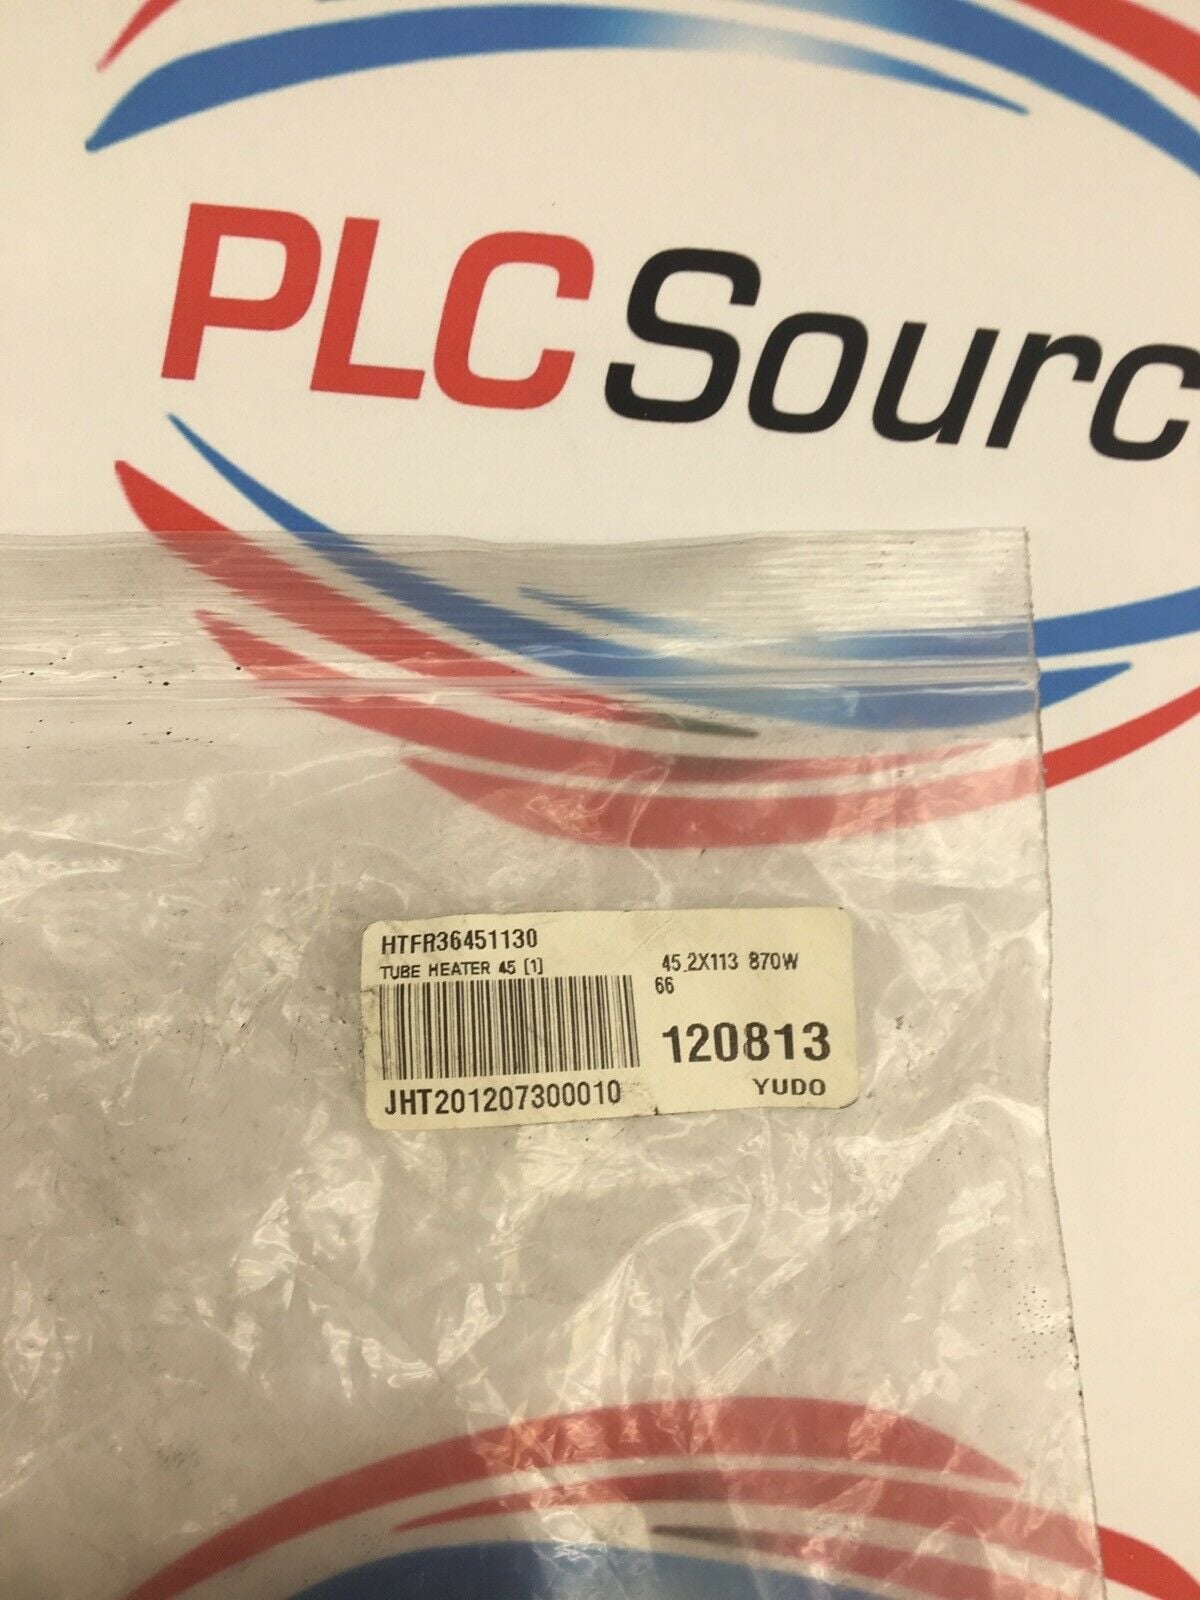 PLC Sourc
HTFR36451130
TUBE HEATER 45 [1]
45.2X113 870W
66
120813
JHT201207300010
YUDO